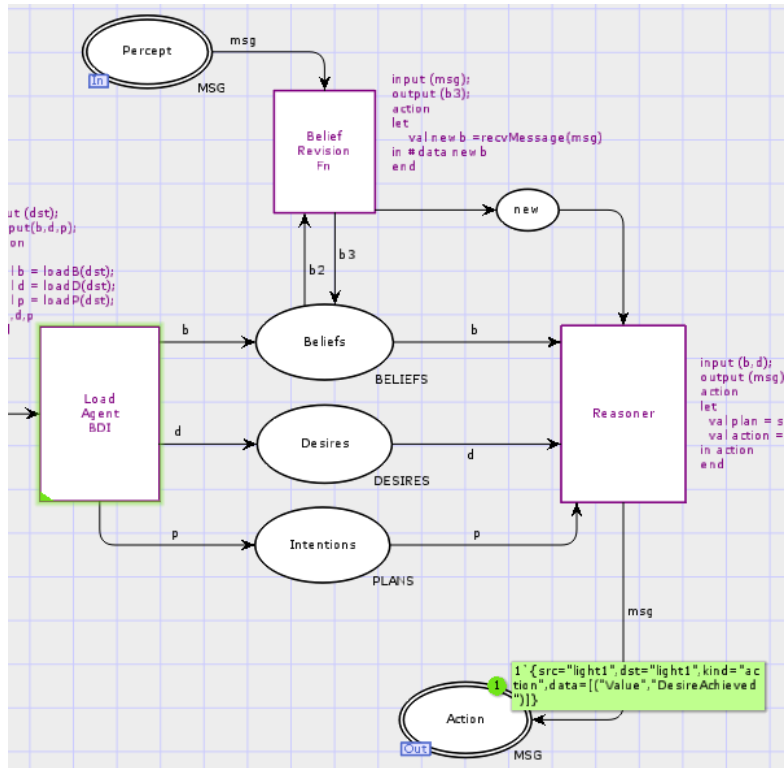 Percept
msg
In
MSG
input (msg);
output (b3);
action
let
val newb =recvMessage(msg)
in #data newb
end
Belief
Revision
Fn
new
ut (dst);
put(b,d,p);
on
l b = loadB(dst);
l d = loadD(dst);
l p = loadP(dst);
,d,p
b2
b3
b
Beliefs
b
BELIEFS
Load
Agent
BDI
d
Desires
d
DESIRES
p
Intentions
p
PLANS
Reasoner
input (b,d);
output (msg)
action
let
val plan = s
val action =
in action
end
msg
1
1`{src="light1",dst="light1",kind="ac
tion",data=[("Value","DesireAchieved
")]}
Action
Out
MSG